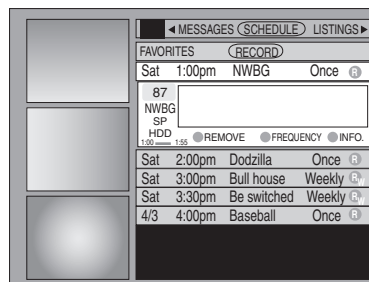 ◄ MESSAGES SCHEDULE LISTINGS ►
FAVORITES RECORD
Sat 1:00pm NWBG Once R
87
NWBG
SP
HDD
1:00 1:55 REMOVE FREQUENCY INFO.
Sat 2:00pm Dodzilla Once R
Sat 3:00pm Bull house Weekly RW
Sat 3:30pm Be switched Weekly RW
4/3 4:00pm Baseball Once R